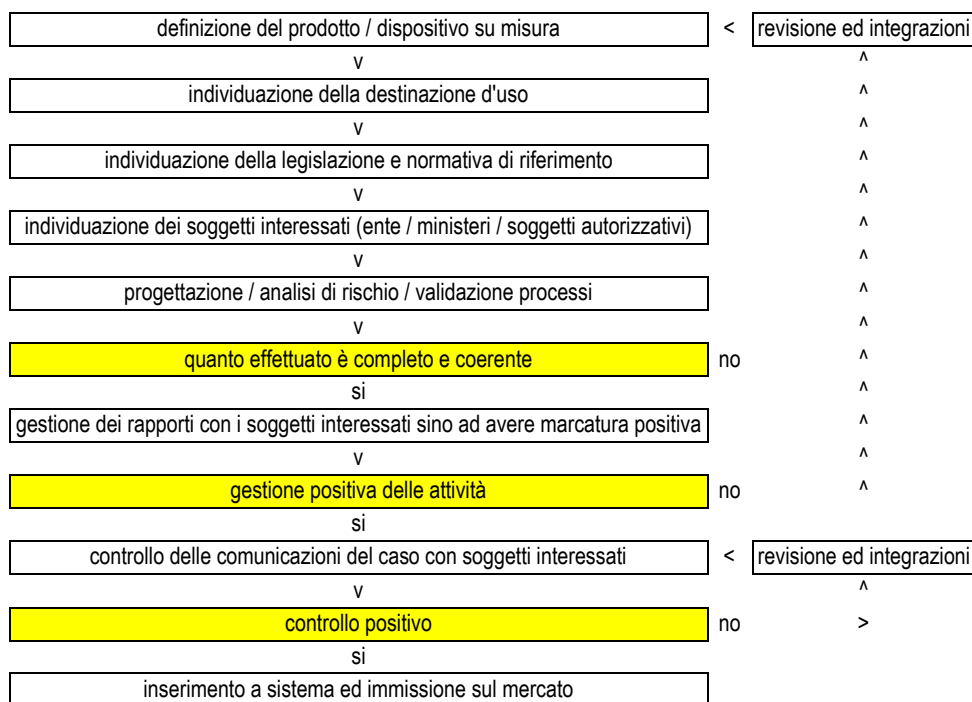 definizione del prodotto / dispositivo su misura < revisione ed integrazioni
v ^
individuazione della destinazione d'uso ^
v ^
individuazione della legislazione e normativa di riferimento ^
v ^
individuazione dei soggetti interessati (ente / ministeri / soggetti autorizzativi) ^
v ^
progettazione / analisi di rischio / validazione processi ^
v ^
quanto effettuato è completo e coerente no ^
si ^
gestione dei rapporti con i soggetti interessati sino ad avere marcatura positiva ^
v ^
gestione positiva delle attività no ^
si
controllo delle comunicazioni del caso con soggetti interessati < revisione ed integrazioni
v ^
controllo positivo no >
si
inserimento a sistema ed immissione sul mercato